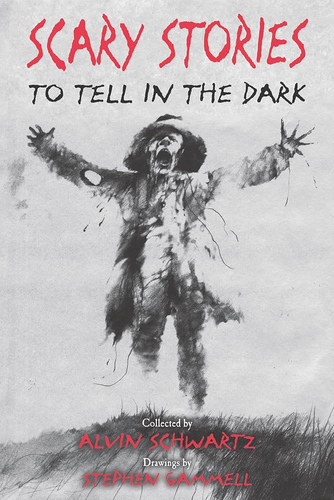 SCARY STORIES
TO TELL IN THE DARK
Collected by
ALVIN SCHWARTZ
Drawings by
STEPHEN GAMMELL